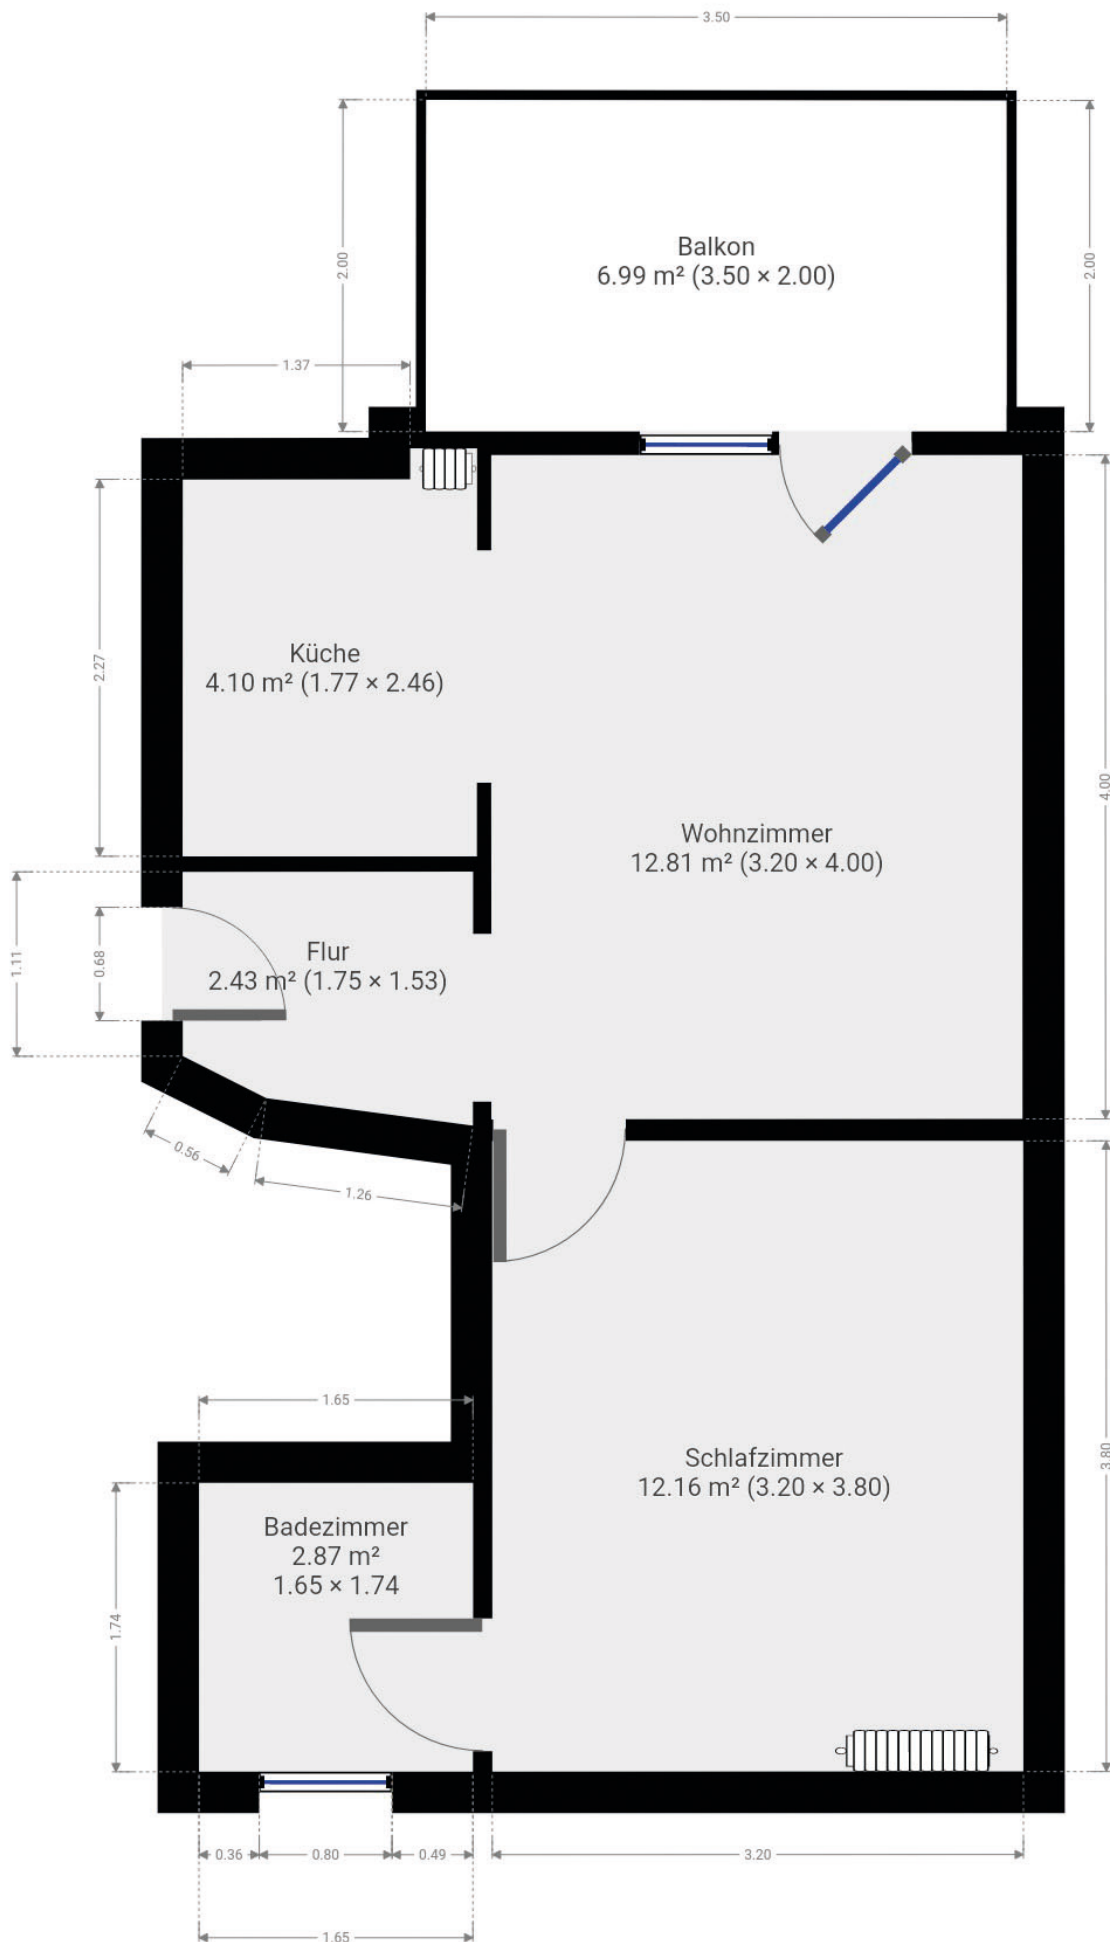 3.50
2.00
2.00
Balkon
6.99 m² (3.50 × 2.00)
1.37
Küche
4.10 m² (1.77 × 2.46)
2.27
4.00
Wohnzimmer
12.81 m² (3.20 × 4.00)
1.11
0.68
Flur
2.43 m² (1.75 × 1.53)
0.56
1.26
1.65
3.80
Schlafzimmer
12.16 m² (3.20 × 3.80)
Badezimmer
2.87 m²
1.65 × 1.74
1.74
0.36
0.80
0.49
3.20
1.65